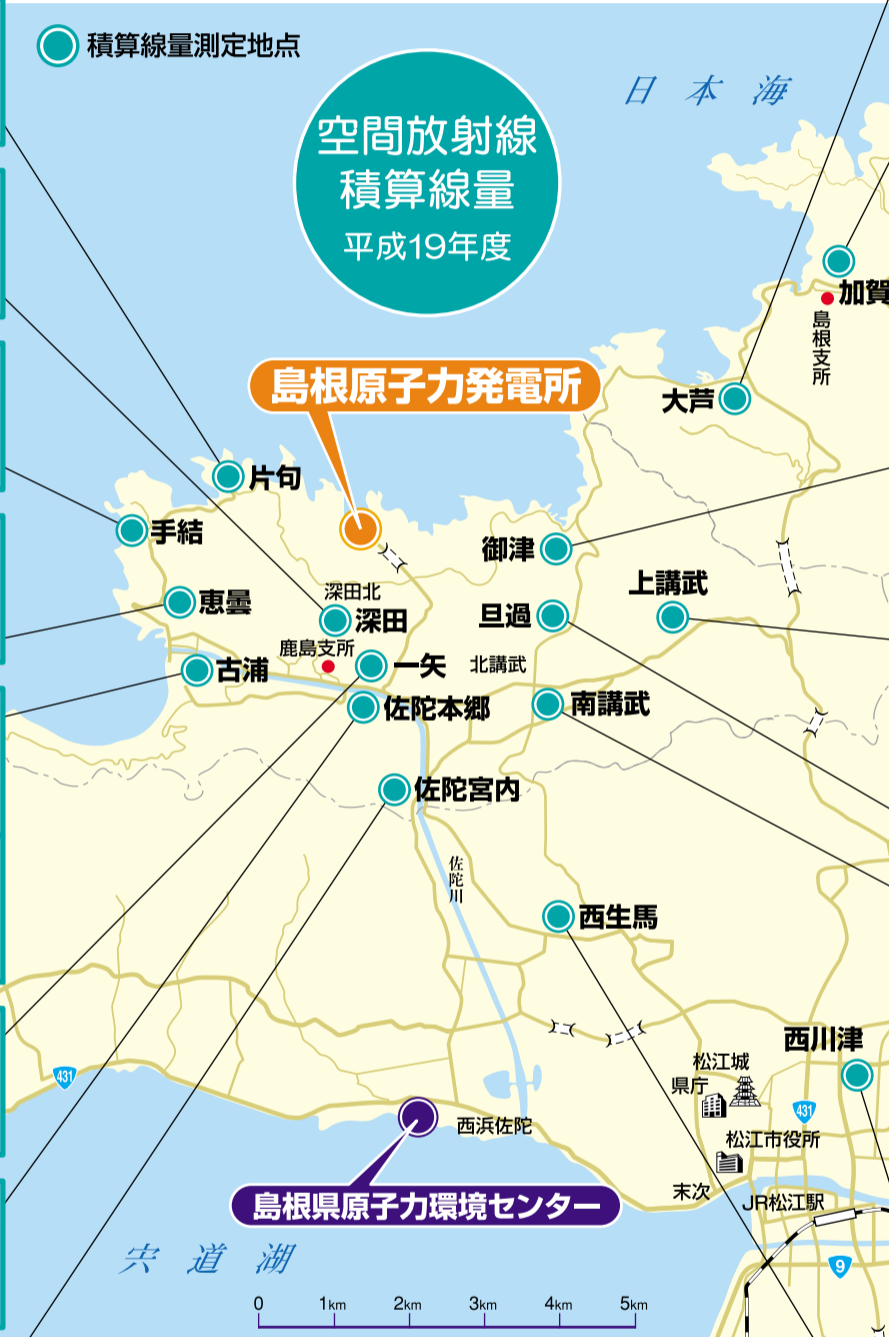 積算線量測定地点
日本海
空間放射線
積算線量
平成19年度
加賀
島根支所
島根原子力発電所
大芦
片句
手結
御津
上講武
深田北
恵曇
深田
旦過
鹿島支所
古浦
一矢
北講武
佐陀本郷
南講武
佐陀宮内
佐陀川
西生馬
西川津
松江城
県庁
431
431
西浜佐陀
松江市役所
島根県原子力環境センター
末次
JR松江駅
宍道湖
9
0 1km 2km 3km 4km 5km